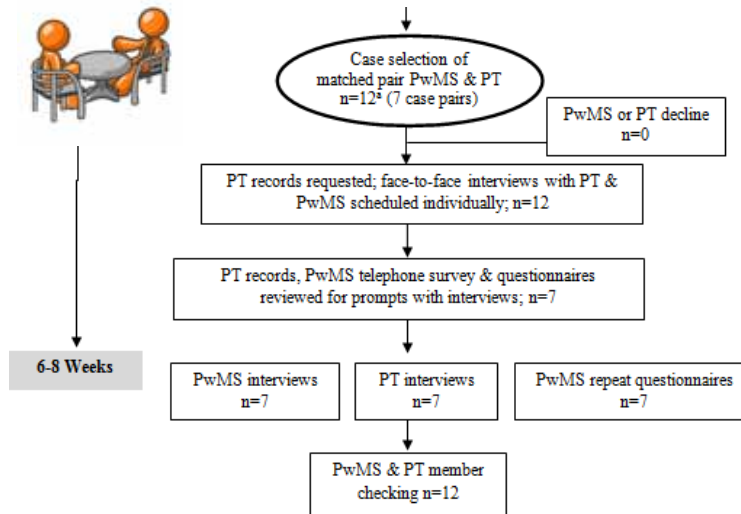 Case selection of
matched pair PwMS & PT
n=12ª (7 case pairs)
PwMS or PT decline
n=0
PT records requested; face-to-face interviews with PT &
PwMS scheduled individually; n=12
PT records, PwMS telephone survey & questionnaires
reviewed for prompts with interviews; n=7
6-8 Weeks
PwMS interviews
n=7
PT interviews
n=7
PwMS repeat questionnaires
n=7
PwMS & PT member
checking n=12